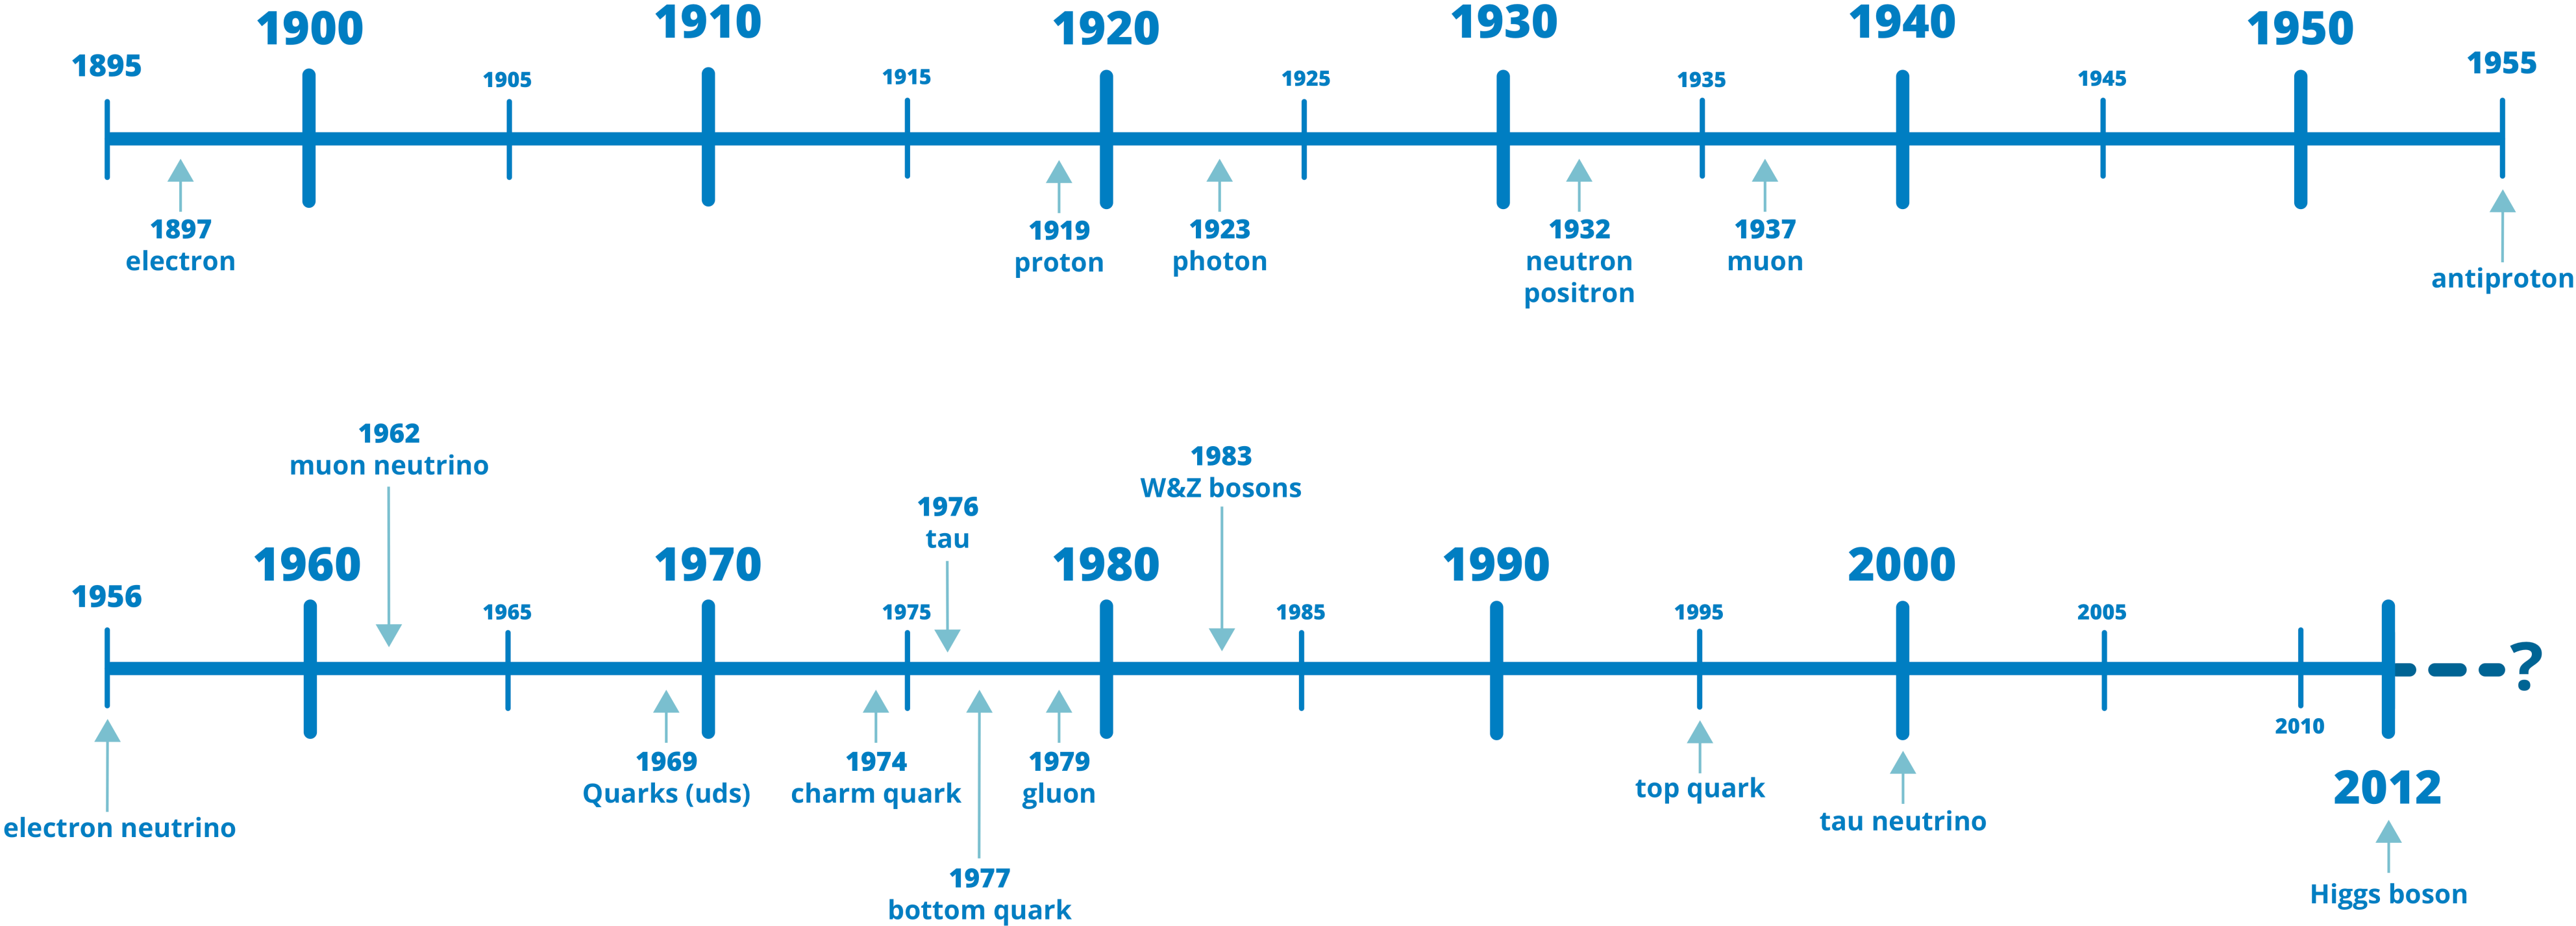 1895
1900
1905
1910
1915
1920
1925
1930
1935
1940
1945
1950
1955
1897
electron
1919
proton
1923
photon
1932
neutron
positron
1937
muon
antiproton
1962
muon neutrino
1976
tau
1983
W&Z bosons
1956
1960
1965
1970
1975
1980
1985
1990
1995
2000
2005
2010
?
electron neutrino
1969
Quarks (uds)
1974
charm quark
1977
bottom quark
1979
gluon
top quark
tau neutrino
2012
Higgs boson